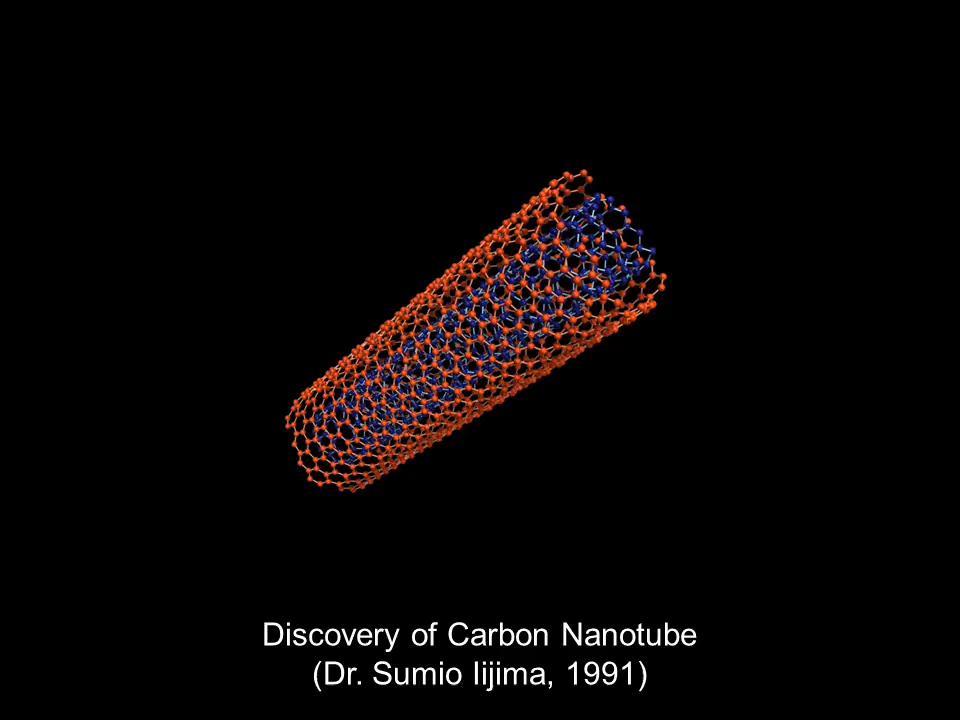 Discovery of Carbon Nanotube
(Dr. Sumio Iijima, 1991)